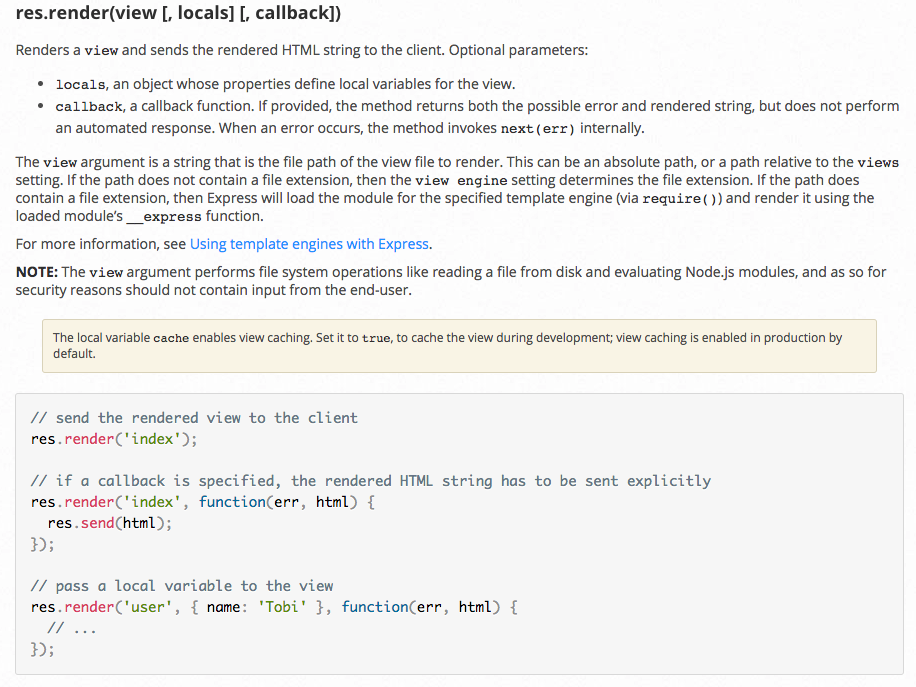 res.render(view [, locals] [, callback])
Renders a view and sends the rendered HTML string to the client. Optional parameters:
• locals, an object whose properties define local variables for the view.
• callback, a callback function. If provided, the method returns both the possible error and rendered string, but does not perform
an automated response. When an error occurs, the method invokes next(err) internally.
The view argument is a string that is the file path of the view file to render. This can be an absolute path, or a path relative to the views
setting. If the path does not contain a file extension, then the view engine setting determines the file extension. If the path does
contain a file extension, then Express will load the module for the specified template engine (via require()) and render it using the
loaded module’s __express function.
For more information, see Using template engines with Express.
NOTE: The view argument performs file system operations like reading a file from disk and evaluating Node.js modules, and as so for
security reasons should not contain input from the end-user.
The local variable cache enables view caching. Set it to true, to cache the view during development; view caching is enabled in production by
default.
// send the rendered view to the client
res.render('index');
// if a callback is specified, the rendered HTML string has to be sent explicitly
res.render('index', function(err, html) {
  res.send(html);
});
// pass a local variable to the view
res.render('user', { name: 'Tobi' }, function(err, html) {
  // ...
});